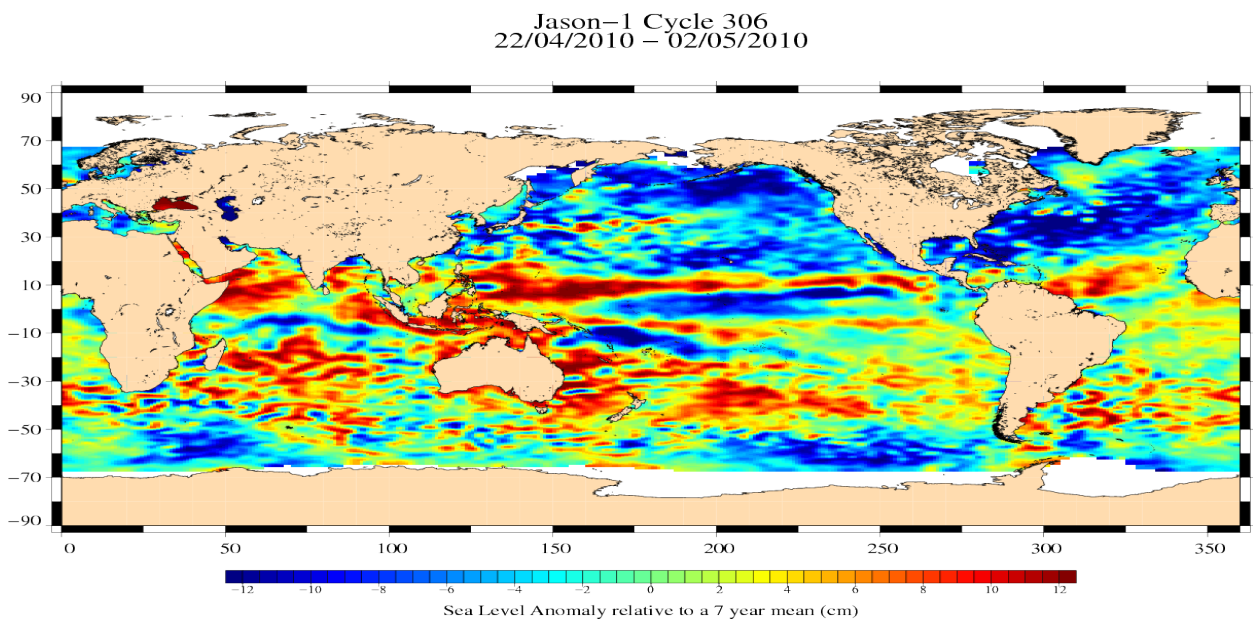 Jason−1 Cycle 306
22/04/2010 − 02/05/2010
90
70
50
30
10
−10
−30
−50
−70
−90
0 50 100 150 200 250 300 350
−12 −10 −8 −6 −4 −2 0 2 4 6 8 10 12
Sea Level Anomaly relative to a 7 year mean (cm)